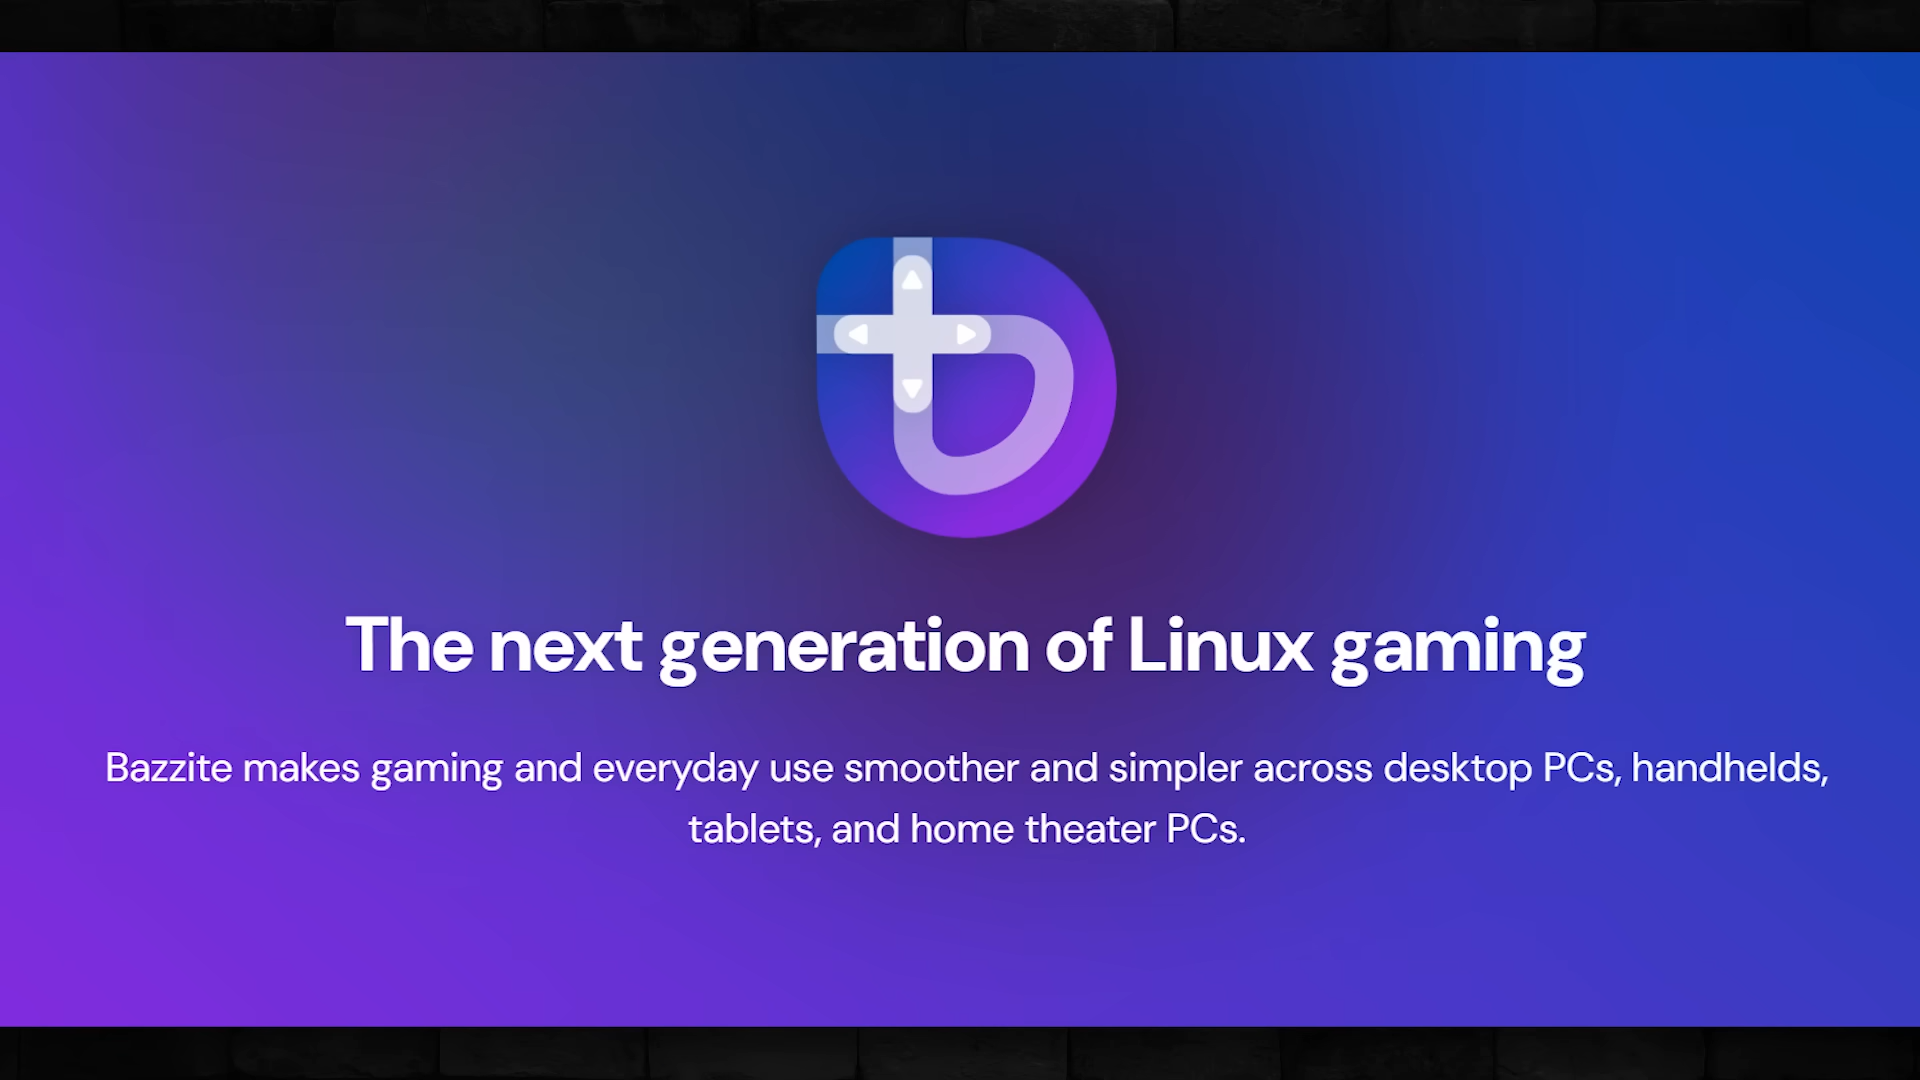 The next generation of Linux gaming
Bazzite makes gaming and everyday use smoother and simpler across desktop PCs, handhelds,
tablets, and home theater PCs.